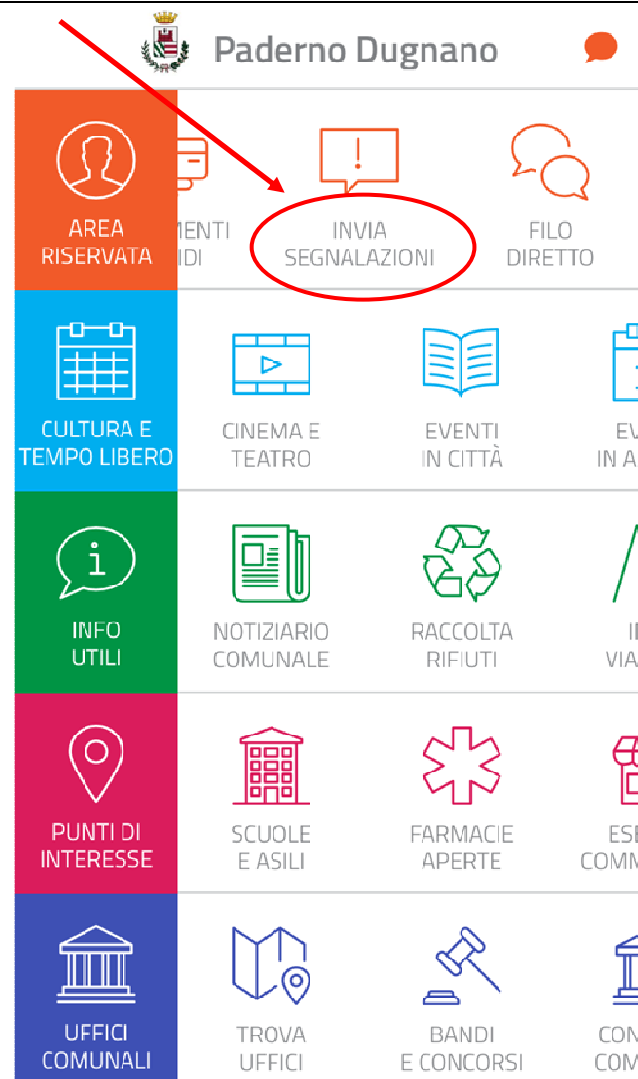 Paderno Dugnano
AREA
RISERVATA
INVIA
SEGNALAZIONI
FILO
DIRETTO
CULTURA E
TEMPO LIBERO
CINEMA E
TEATRO
EVENTI
IN CITTÀ
i
INFO
UTILI
NOTIZIARIO
COMUNALE
RACCOLTA
RIFIUTI
PUNTI DI
INTERESSE
SCUOLE
E ASILI
FARMACIE
APERTE
UFFICI
COMUNALI
TROVA
UFFICI
BANDI
E CONCORSI